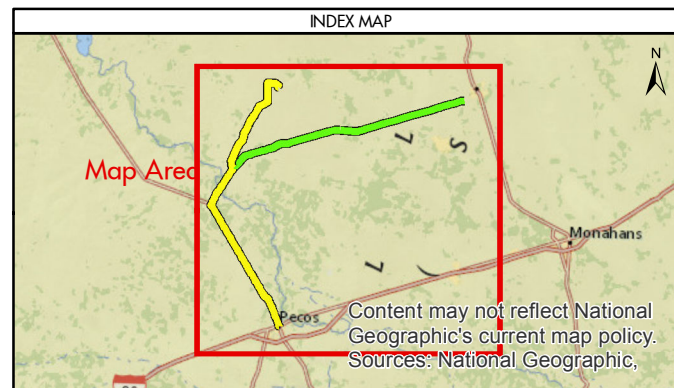 INDEX MAP
N
Map Area
L
S
L
Monahans
Pecos
Content may not reflect National
Geographic's current map policy.
Sources: National Geographic,